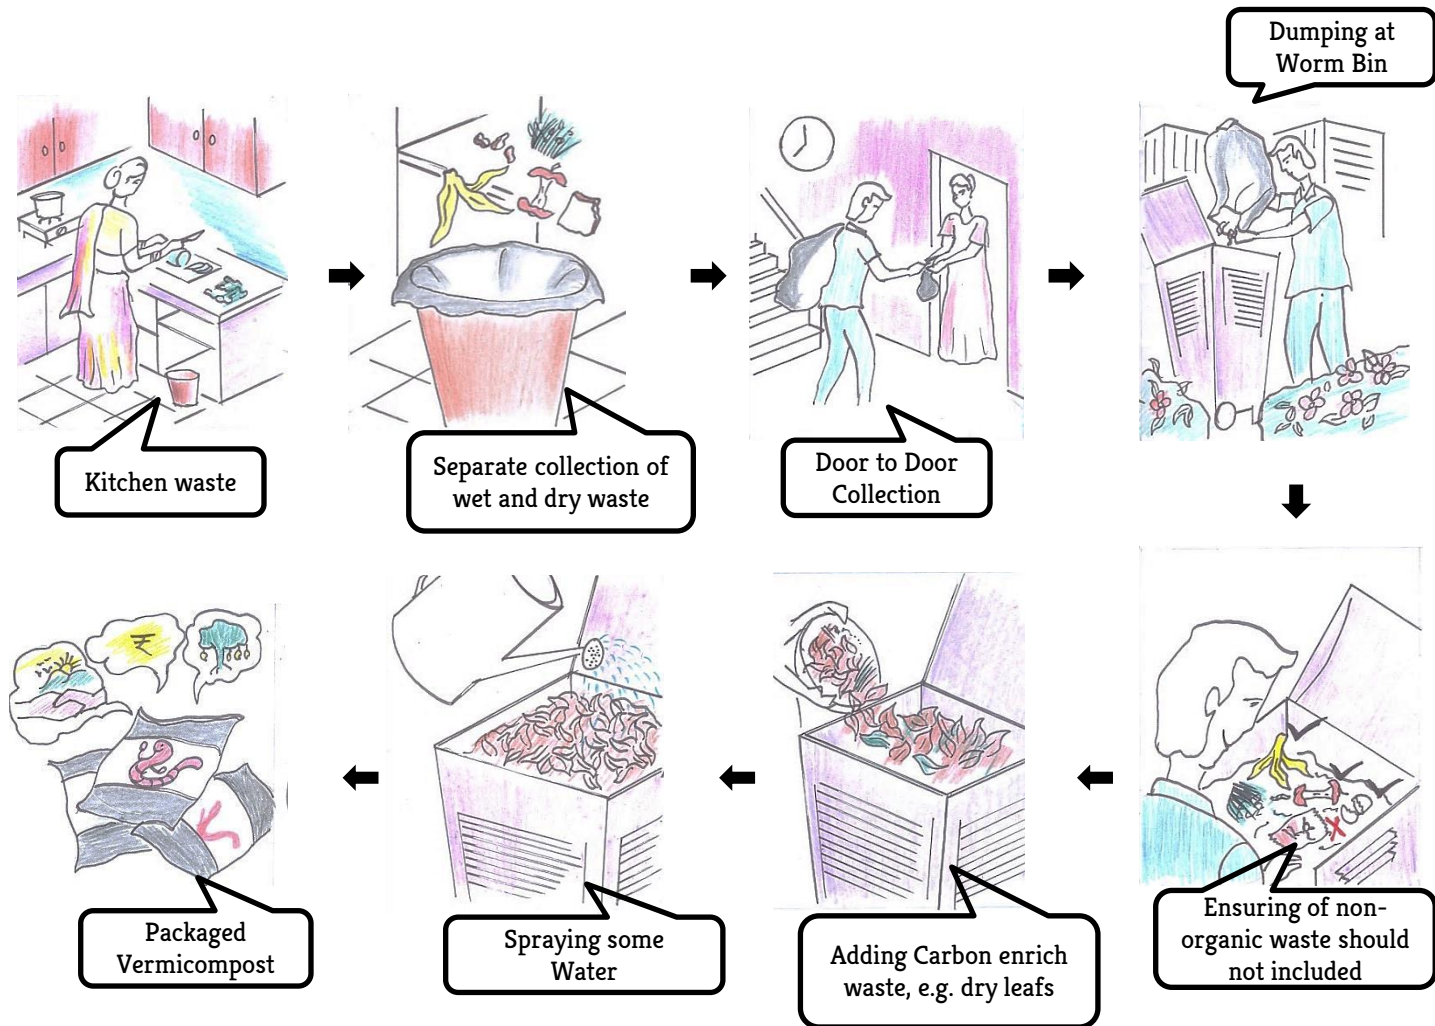 Dumping at
Worm Bin
Kitchen waste
Separate collection of
wet and dry waste
Door to Door
Collection
₹
Packaged
Vermicompost
Spraying some
Water
Adding Carbon enrich
waste, e.g. dry leafs
Ensuring of non-
organic waste should
not included